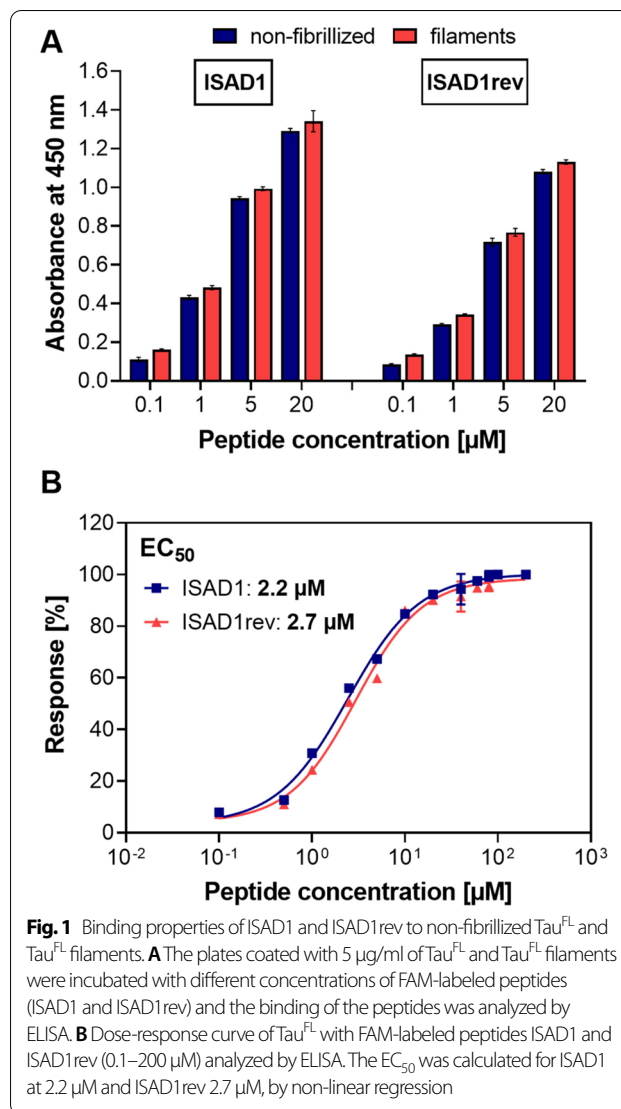 A
non-fibrillized filaments
ISAD1 ISAD1rev
Absorbance at 450 nm
1.6
1.4
1.2
1.0
0.8
0.6
0.4
0.2
0.0
0.1 1 5 20 0.1 1 5 20
Peptide concentration [µM]
B
Response [%]
120
100
80
60
40
20
0
EC50
ISAD1: 2.2 µM
ISAD1rev: 2.7 µM
10⁻² 10⁻¹ 10⁰ 10¹ 10² 10³
Peptide concentration [µM]
Fig. 1 Binding properties of ISAD1 and ISAD1rev to non-fibrillized Tauᶠᴸ and
Tauᶠᴸ filaments. A The plates coated with 5 µg/ml of Tauᶠᴸ and Tauᶠᴸ filaments
were incubated with different concentrations of FAM-labeled peptides
(ISAD1 and ISAD1rev) and the binding of the peptides was analyzed by
ELISA. B Dose-response curve of Tauᶠᴸ with FAM-labeled peptides ISAD1 and
ISAD1rev (0.1–200 µM) analyzed by ELISA. The EC₅₀ was calculated for ISAD1
at 2.2 µM and ISAD1rev 2.7 µM, by non-linear regression